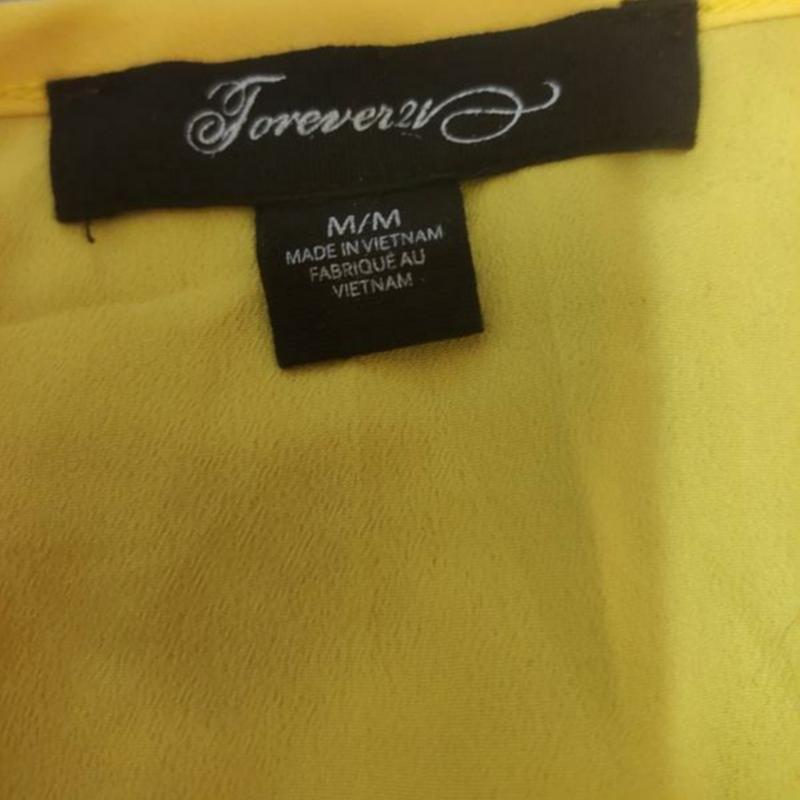 Forever21
M/M
MADE IN VIETNAM
FABRIQUÉ AU
VIETNAM